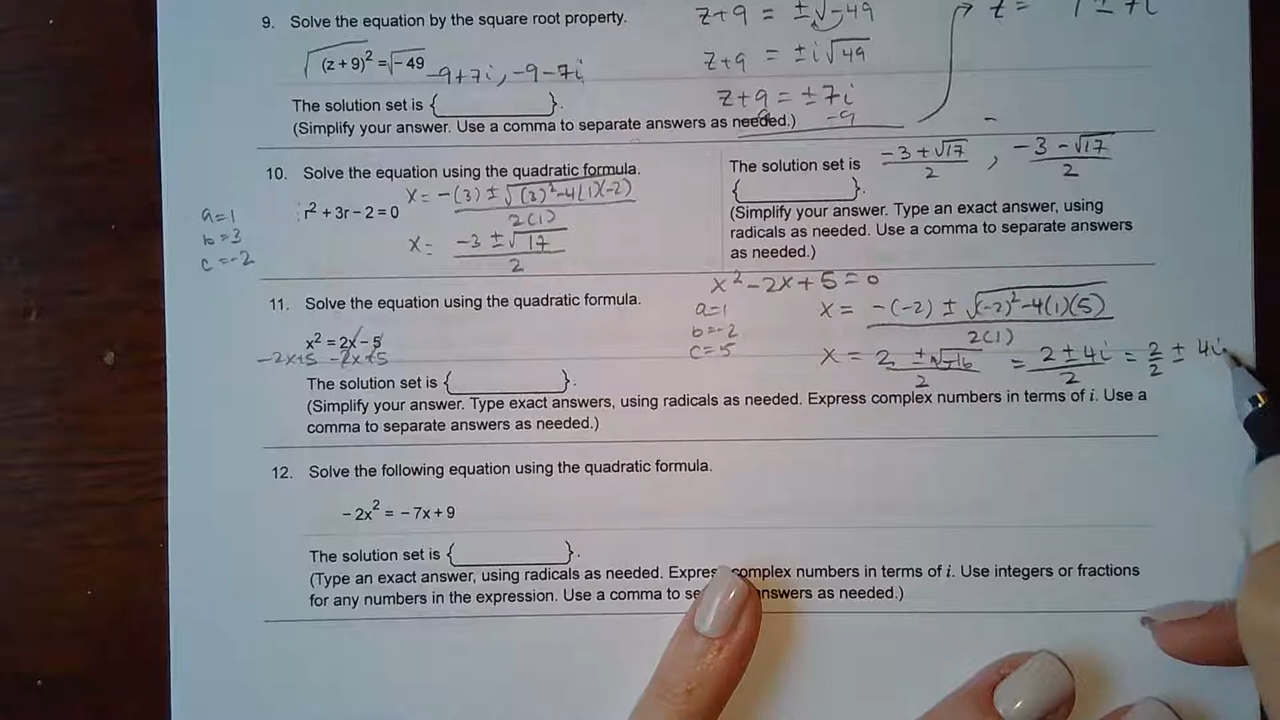 9. Solve the equation by the square root property.
√(z + 9)² = √-49
-9+7i, -9-7i
The solution set is { }.
(Simplify your answer. Use a comma to separate answers as needed.)
z+9 = ±√-49
z+9 = ±i√49
z+9 = ±7i
-9 -9
10. Solve the equation using the quadratic formula.
r² + 3r - 2 = 0
a=1
b=3
c=-2
x = -(3) ± √(3)²-4(1)(-2)
2(1)
x = -3 ± √17
2
The solution set is
{ }.
-3+√17 / 2 , -3-√17 / 2
(Simplify your answer. Type an exact answer, using
radicals as needed. Use a comma to separate answers
as needed.)
11. Solve the equation using the quadratic formula.
x² = 2x - 5
-2x+5 -2x+5
x²-2x+5=0
a=1
b=-2
c=5
x = -(-2) ± √(-2)²-4(1)(5)
2(1)
x = 2 ± √-16 / 2 = 2±4i / 2 = 2/2 ± 4i
The solution set is { }.
(Simplify your answer. Type exact answers, using radicals as needed. Express complex numbers in terms of i. Use a
comma to separate answers as needed.)
12. Solve the following equation using the quadratic formula.
-2x² = -7x + 9
The solution set is { }.
(Type an exact answer, using radicals as needed. Expres complex numbers in terms of i. Use integers or fractions
for any numbers in the expression. Use a comma to se answers as needed.)